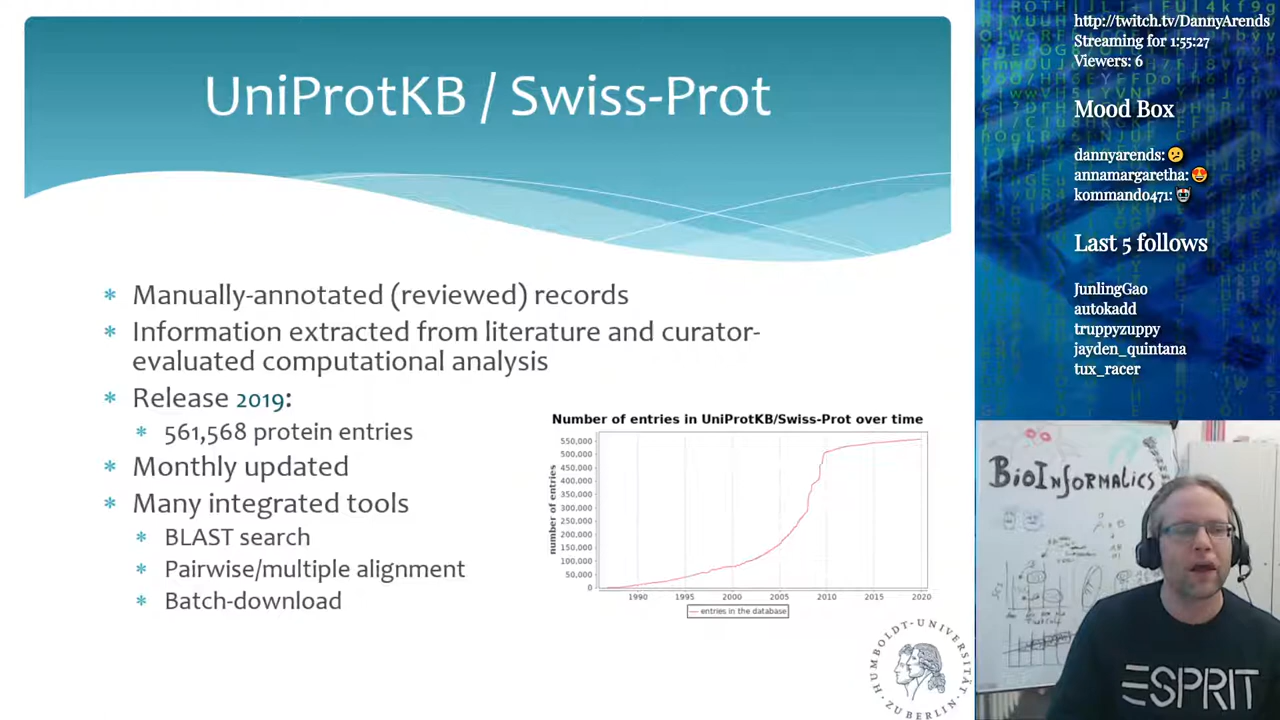 UniProtKB / Swiss-Prot
* Manually-annotated (reviewed) records
* Information extracted from literature and curator-
evaluated computational analysis
* Release 2019:
* 561,568 protein entries
* Monthly updated
* Many integrated tools
* BLAST search
* Pairwise/multiple alignment
* Batch-download
Number of entries in UniProtKB/Swiss-Prot over time
number of entries
550,000
500,000
450,000
400,000
350,000
300,000
250,000
200,000
150,000
100,000
50,000
0
1990 1995 2000 2005 2010 2015 2020
entries in the database
HUMBOLDT-UNIVERSITÄT ZU BERLIN
http://twitch.tv/DannyArends
Streaming for 1:55:27
Viewers: 6
Mood Box
dannyarends: 😕
annamargaretha: 😍
kommando471: 🤖
Last 5 follows
JunlingGao
autokadd
truppyzuppy
jayden_quintana
tux_racer
BioInformatics
ESPRIT